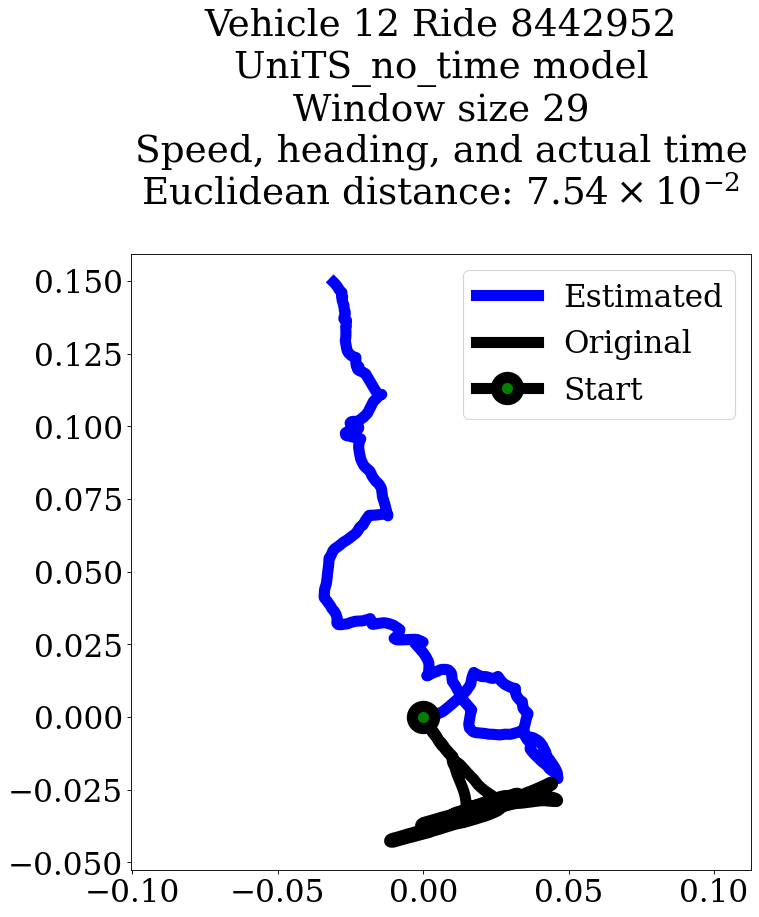 Vehicle 12 Ride 8442952
UniTS_no_time model
Window size 29
Speed, heading, and actual time
Euclidean distance: 7.54 × 10⁻²
Estimated
Original
Start
0.150
0.125
0.100
0.075
0.050
0.025
0.000
−0.025
−0.050
−0.10 −0.05 0.00 0.05 0.10